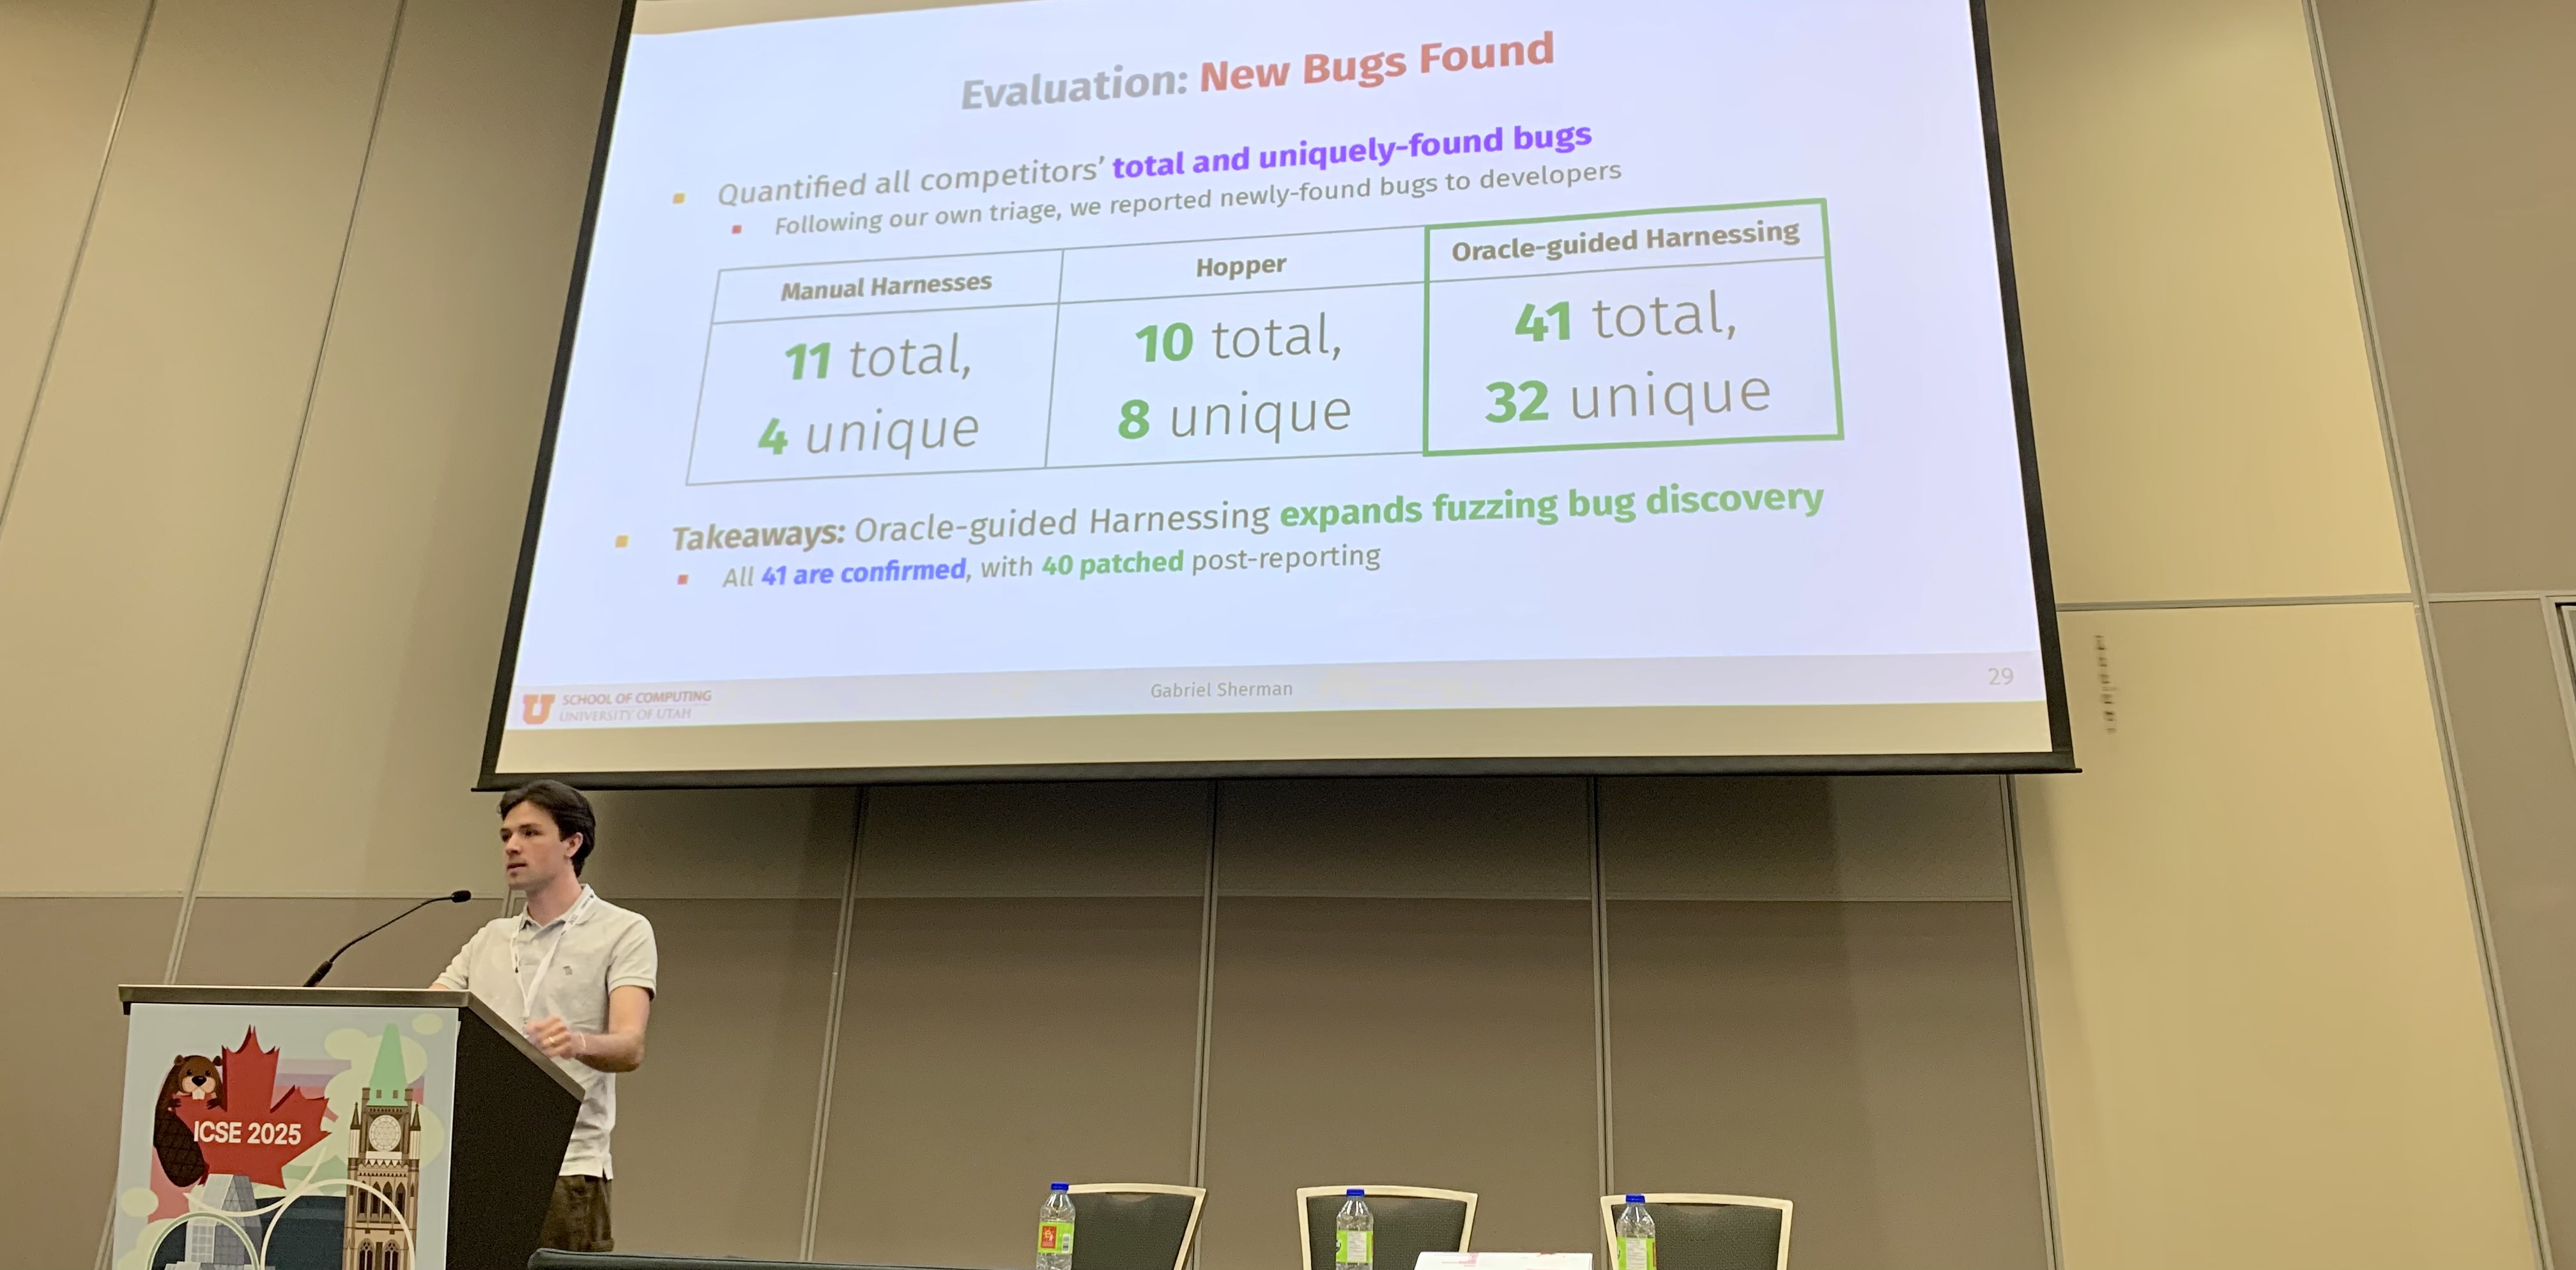 Evaluation: New Bugs Found
Quantified all competitors' total and uniquely-found bugs
Following our own triage, we reported newly-found bugs to developers
Manual Harnesses
11 total,
4 unique
Hopper
10 total,
8 unique
Oracle-guided Harnessing
41 total,
32 unique
Takeaways: Oracle-guided Harnessing expands fuzzing bug discovery
All 41 are confirmed, with 40 patched post-reporting
SCHOOL OF COMPUTING
UNIVERSITY OF UTAH
Gabriel Sherman
29
ICSE 2025